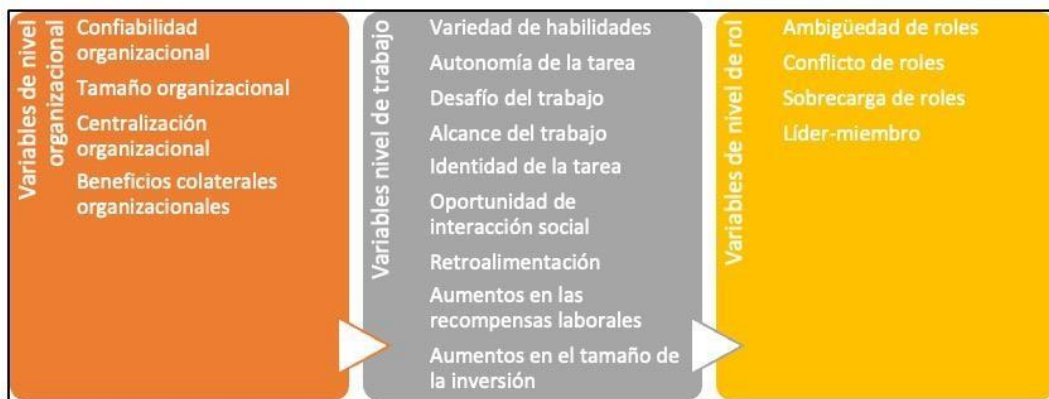 Variables de nivel
organizacional
Confiabilidad
organizacional
Tamaño organizacional
Centralización
organizacional
Beneficios colaterales
organizacionales
Variables nivel de trabajo
Variedad de habilidades
Autonomía de la tarea
Desafío del trabajo
Alcance del trabajo
Identidad de la tarea
Oportunidad de
interacción social
Retroalimentación
Aumentos en las
recompensas laborales
Aumentos en el tamaño de
la inversión
Variables de nivel de rol
Ambigüedad de roles
Conflicto de roles
Sobrecarga de roles
Líder-miembro